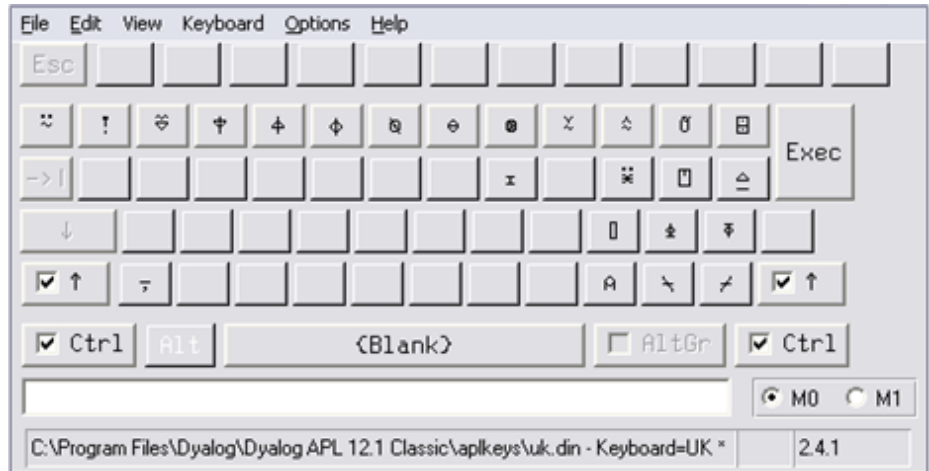 File Edit View Keyboard Options Help
Esc
⍨ ! ⍫ ⍒ ⍋ ⌽ ⍉ ⊖ ⍟ ⍱ ⍲ ⌹ Exec
->| ⌶ ⍣ ⍞ ⍙
↓ ⌷ ⍎ ⍕
↑ ⍪ ⍝ ⍀ ⌿ ↑
Ctrl Alt {Blank} AltGr Ctrl
M0 M1
C:\Program Files\Dyalog\Dyalog APL 12.1 Classic\aplkeys\uk.din - Keyboard=UK * 2.4.1